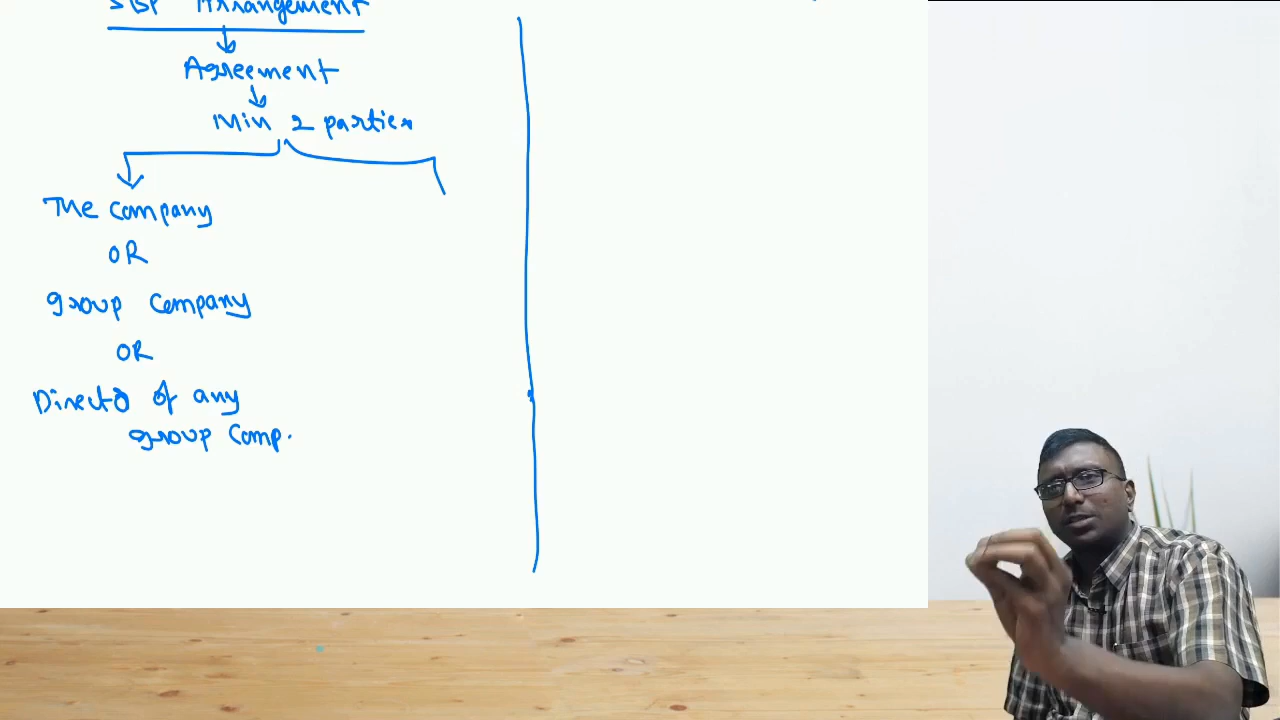 SBP Arrangement
Agreement
Min 2 parties
The Company
OR
group Company
OR
Director of any
group Comp.